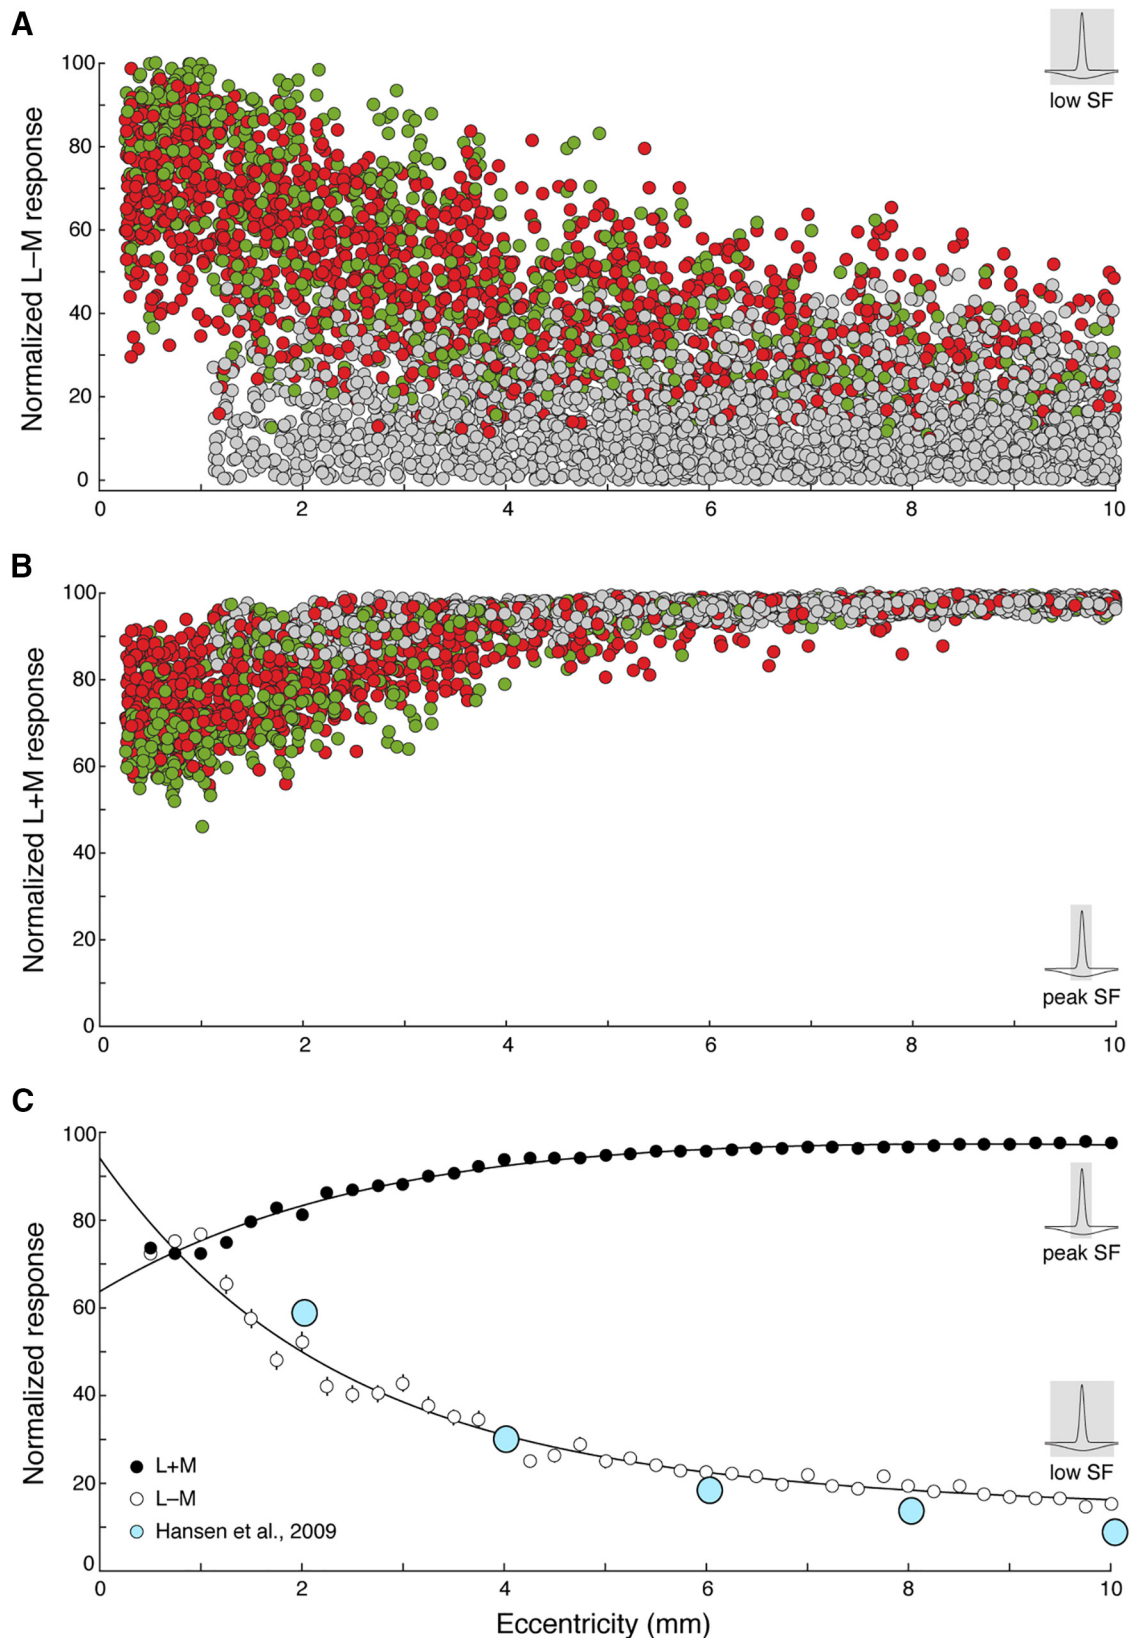 A
Normalized L–M response
100
80
60
40
20
0
0 2 4 6 8 10
low SF
B
Normalized L+M response
100
80
60
40
20
0
0 2 4 6 8 10
peak SF
C
Normalized response
100
80
60
40
20
0
peak SF
low SF
L+M
L–M
Hansen et al., 2009
0 2 4 6 8 10
Eccentricity (mm)